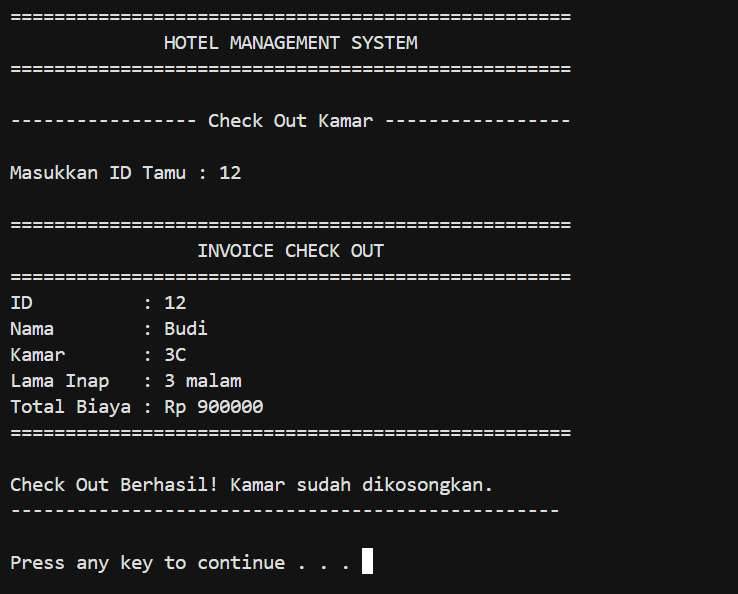 ===================================================
HOTEL MANAGEMENT SYSTEM
===================================================
----------------- Check Out Kamar -----------------
Masukkan ID Tamu : 12
===================================================
INVOICE CHECK OUT
===================================================
ID          : 12
Nama        : Budi
Kamar       : 3C
Lama Inap   : 3 malam
Total Biaya : Rp 900000
===================================================
Check Out Berhasil! Kamar sudah dikosongkan.
--------------------------------------------------
Press any key to continue . . .